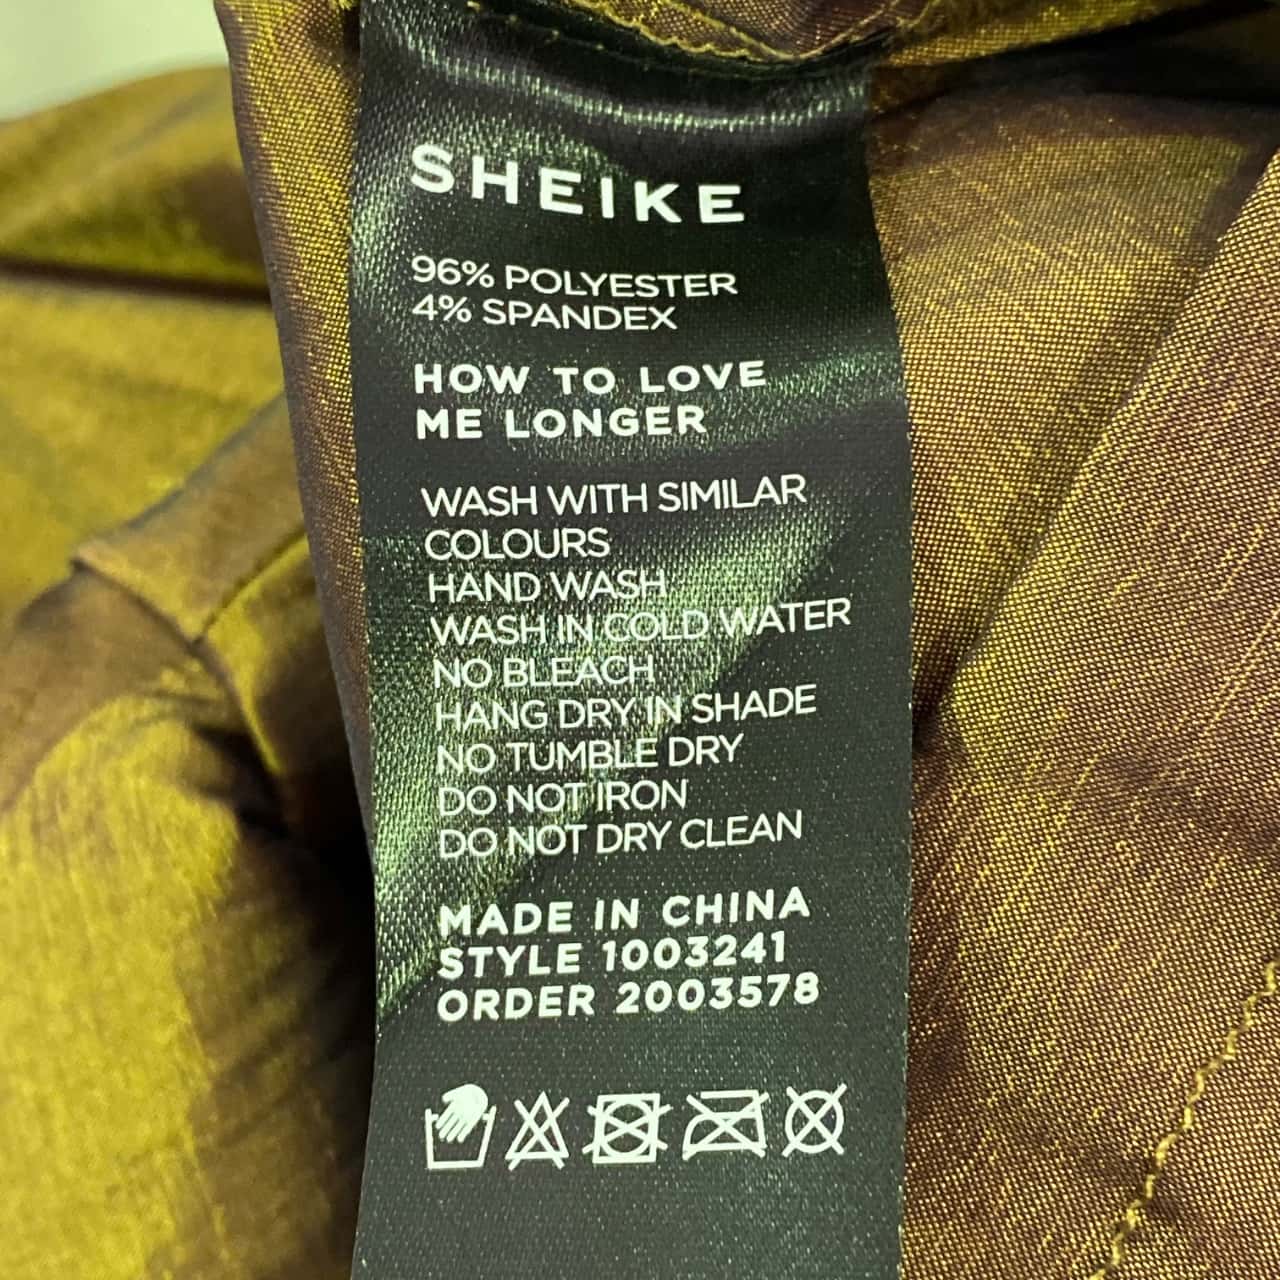 SHEIKE
96% POLYESTER
4% SPANDEX
HOW TO LOVE
ME LONGER
WASH WITH SIMILAR
COLOURS
HAND WASH
WASH IN COLD WATER
NO BLEACH
HANG DRY IN SHADE
NO TUMBLE DRY
DO NOT IRON
DO NOT DRY CLEAN
MADE IN CHINA
STYLE 1003241
ORDER 2003578